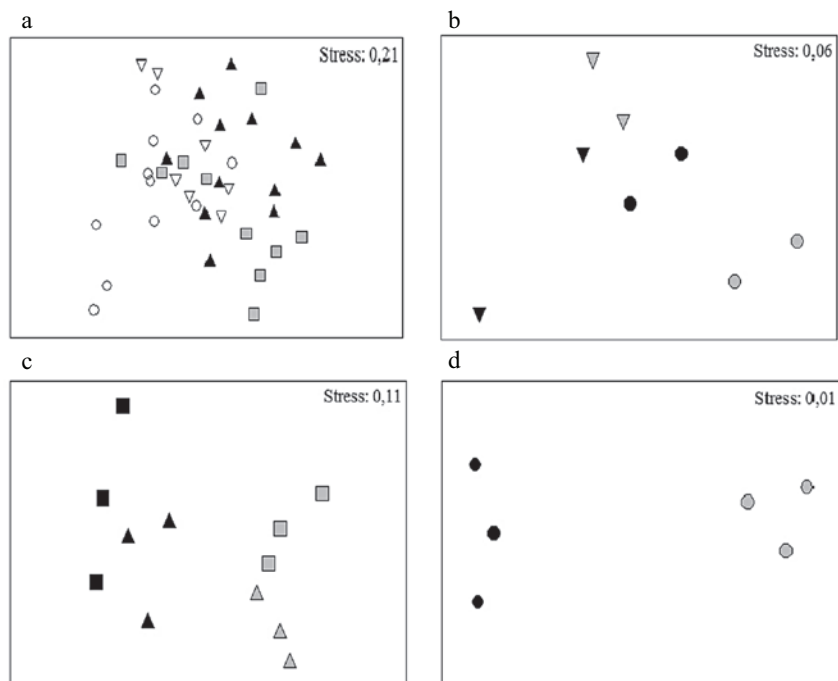 a
Stress: 0,21
b
Stress: 0,06
c
Stress: 0,11
d
Stress: 0,01